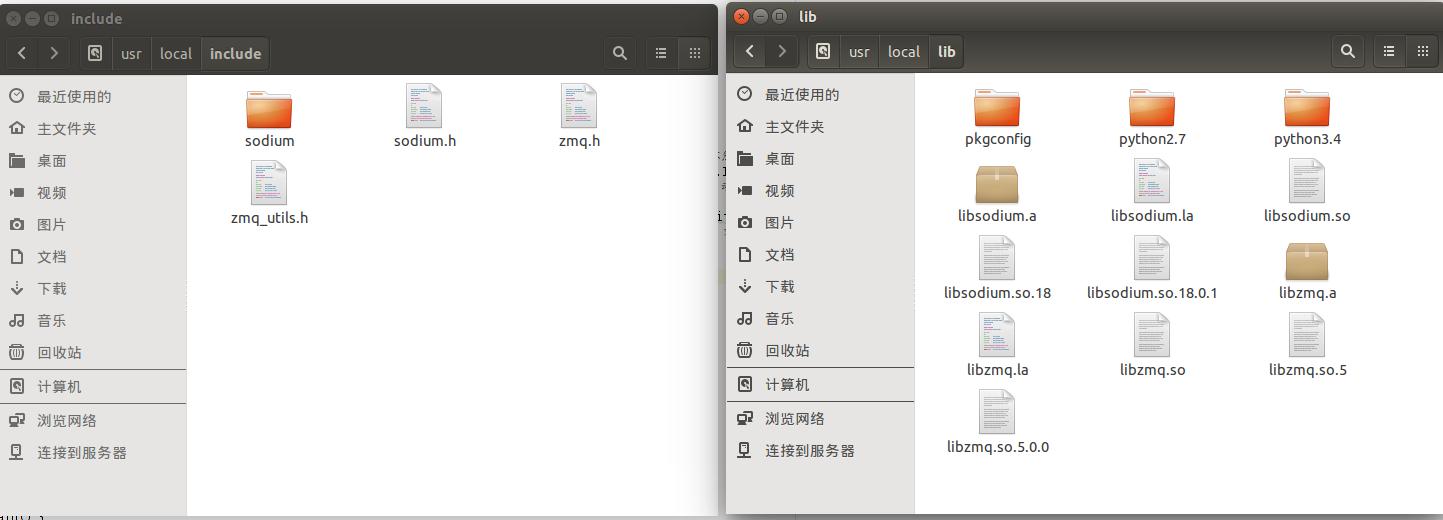 include
usr local include
最近使用的
主文件夹
桌面
视频
图片
文档
下载
音乐
回收站
计算机
浏览网络
连接到服务器
sodium sodium.h zmq.h
zmq_utils.h
lib
usr local lib
最近使用的
主文件夹
桌面
视频
图片
文档
下载
音乐
回收站
计算机
浏览网络
连接到服务器
pkgconfig python2.7 python3.4
libsodium.a libsodium.la libsodium.so
libsodium.so.18 libsodium.so.18.0.1 libzmq.a
libzmq.la libzmq.so libzmq.so.5
libzmq.so.5.0.0